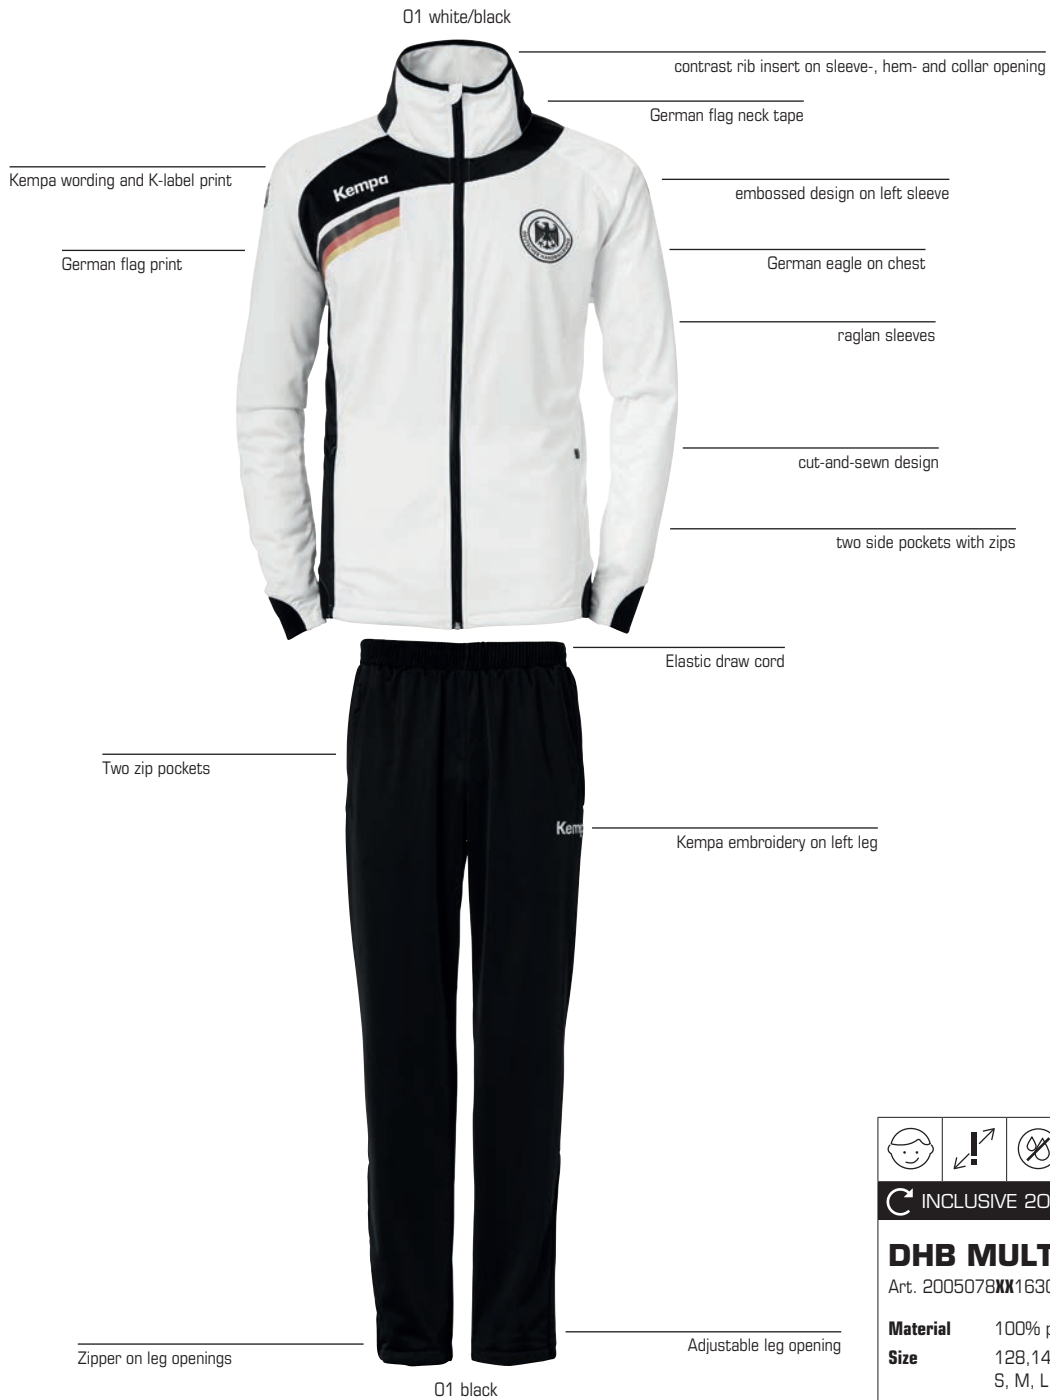 01 white/black
contrast rib insert on sleeve-, hem- and collar opening
German flag neck tape
Kempa wording and K-label print
Kempa
embossed design on left sleeve
DEUTSCHER HANDBALLBUND
German flag print
German eagle on chest
raglan sleeves
cut-and-sewn design
two side pockets with zips
Elastic draw cord
Two zip pockets
Kemp
Kempa embroidery on left leg
INCLUSIVE 20
DHB MULT
Art. 2005078XX1630
Material 100% p
Size 128,14
S, M, L
Zipper on leg openings
Adjustable leg opening
01 black